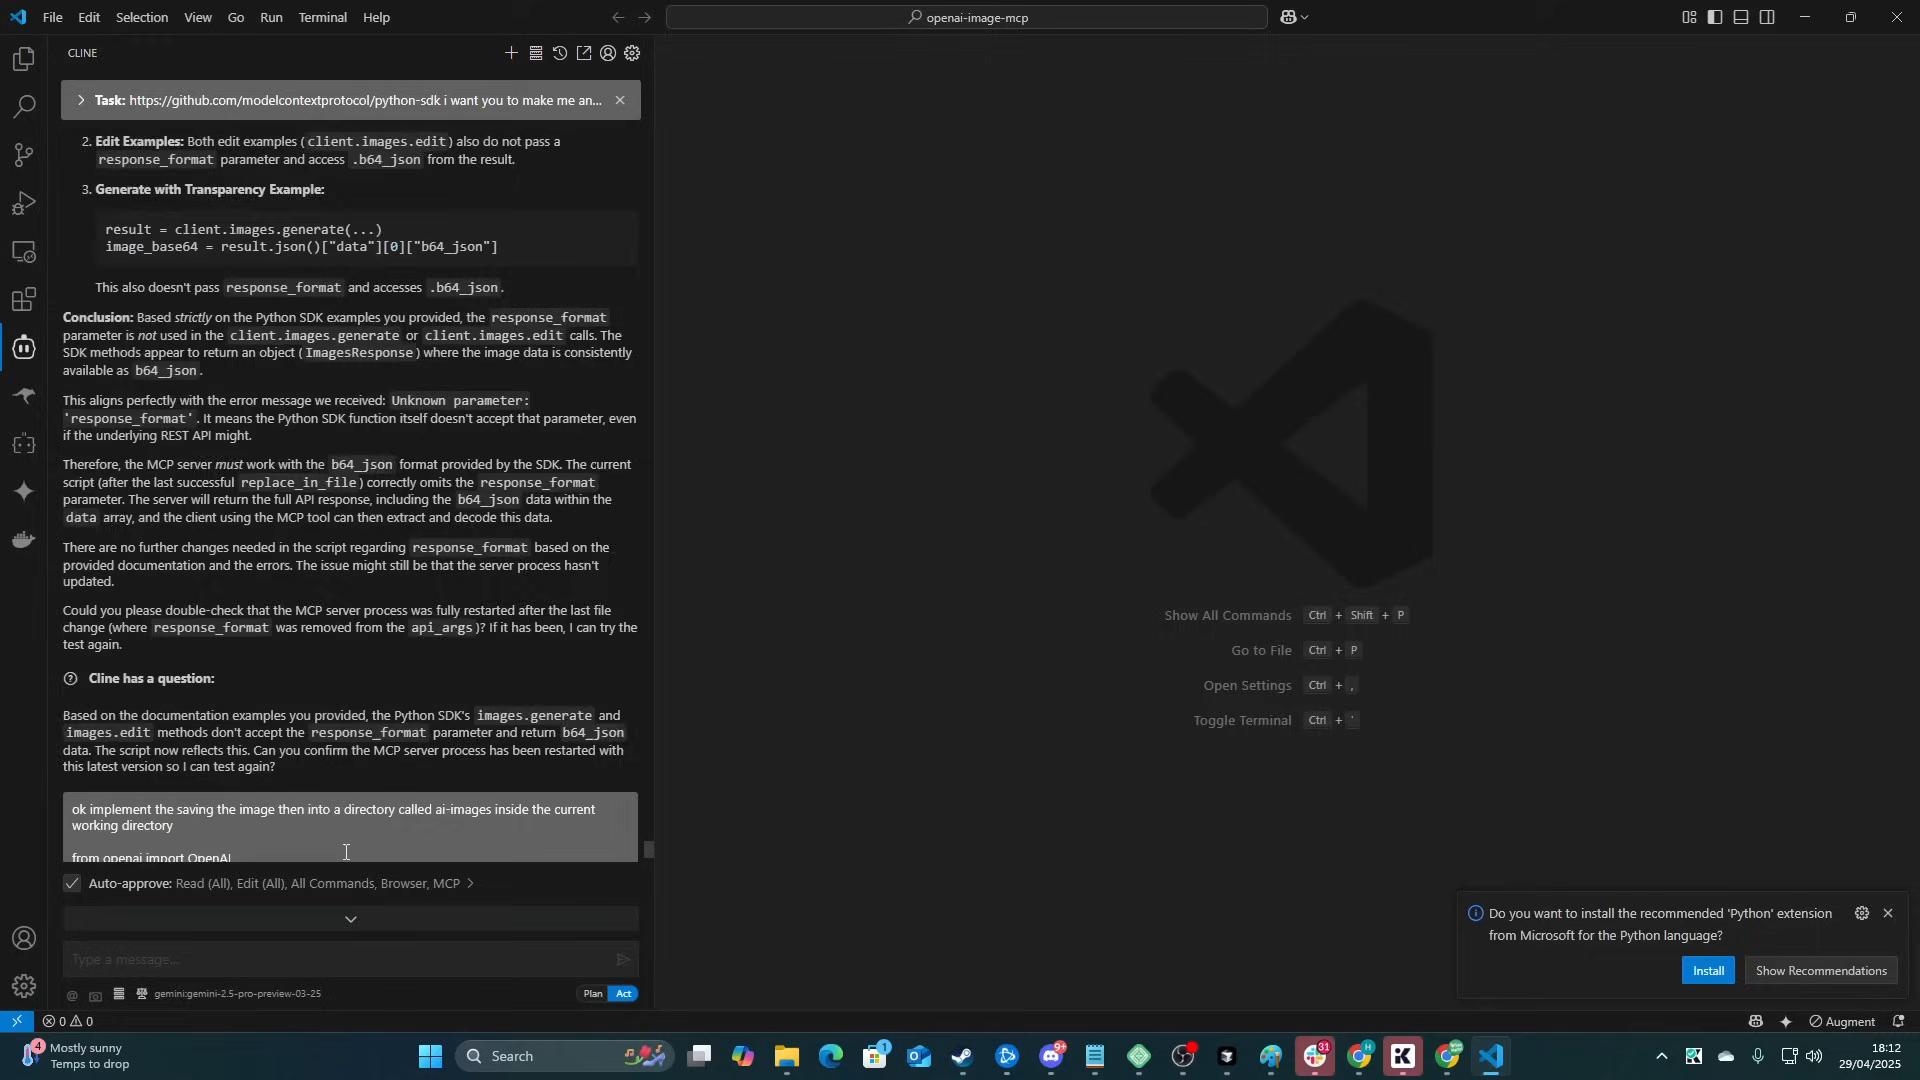 File Edit Selection View Go Run Terminal Help
openai-image-mcp
CLINE
Task: https://github.com/modelcontextprotocol/python-sdk i want you to make me an...
2. Edit Examples: Both edit examples ( client.images.edit ) also do not pass a
response_format parameter and access .b64_json from the result.
3. Generate with Transparency Example:
result = client.images.generate(...)
image_base64 = result.json()["data"][0]["b64_json"]
This also doesn't pass response_format and accesses .b64_json.
Conclusion: Based strictly on the Python SDK examples you provided, the response_format
parameter is not used in the client.images.generate or client.images.edit calls. The
SDK methods appear to return an object ( ImagesResponse ) where the image data is consistently
available as b64_json.
This aligns perfectly with the error message we received: Unknown parameter:
'response_format'. It means the Python SDK function itself doesn't accept that parameter, even
if the underlying REST API might.
Therefore, the MCP server must work with the b64_json format provided by the SDK. The current
script (after the last successful replace_in_file ) correctly omits the response_format
parameter. The server will return the full API response, including the b64_json data within the
data array, and the client using the MCP tool can then extract and decode this data.
There are no further changes needed in the script regarding response_format based on the
provided documentation and the errors. The issue might still be that the server process hasn't
updated.
Could you please double-check that the MCP server process was fully restarted after the last file
change (where response_format was removed from the api_args )? If it has been, I can try the
test again.
Cline has a question:
Based on the documentation examples you provided, the Python SDK's images.generate and
images.edit methods don't accept the response_format parameter and return b64_json
data. The script now reflects this. Can you confirm the MCP server process has been restarted with
this latest version so I can test again?
ok implement the saving the image then into a directory called ai-images inside the current
working directory
from openai import OpenAI
Auto-approve: Read (All), Edit (All), All Commands, Browser, MCP
Type a message...
gemini:gemini-2.5-pro-preview-03-25
Plan Act
Show All Commands Ctrl + Shift + P
Go to File Ctrl + P
Open Settings Ctrl + ,
Toggle Terminal Ctrl + '
Do you want to install the recommended 'Python' extension
from Microsoft for the Python language?
Install Show Recommendations
0 0
Augment
4
Mostly sunny
Temps to drop
Search
1
9+
31
18:12
29/04/2025